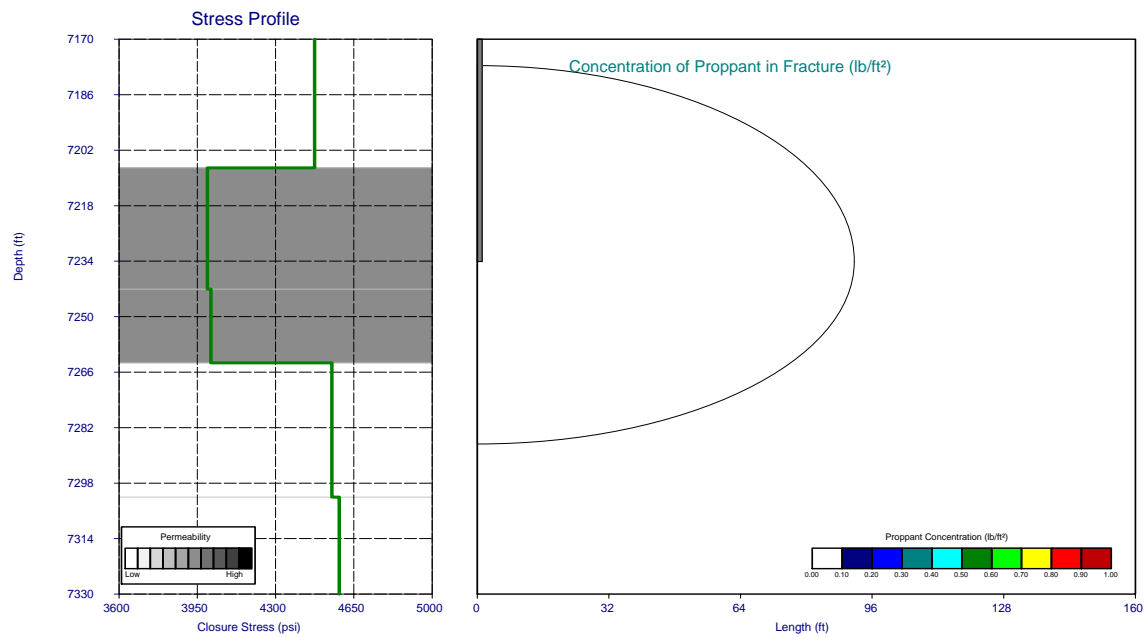 Stress Profile
7170
7186
7202
7218
7234
7250
7266
7282
7298
7314
7330
Depth (ft)
Permeability
Low High
3600 3950 4300 4650 5000
Closure Stress (psi)
Concentration of Proppant in Fracture (lb/ft²)
Proppant Concentration (lb/ft²)
0.00 0.10 0.20 0.30 0.40 0.50 0.60 0.70 0.80 0.90 1.00
0 32 64 96 128 160
Length (ft)